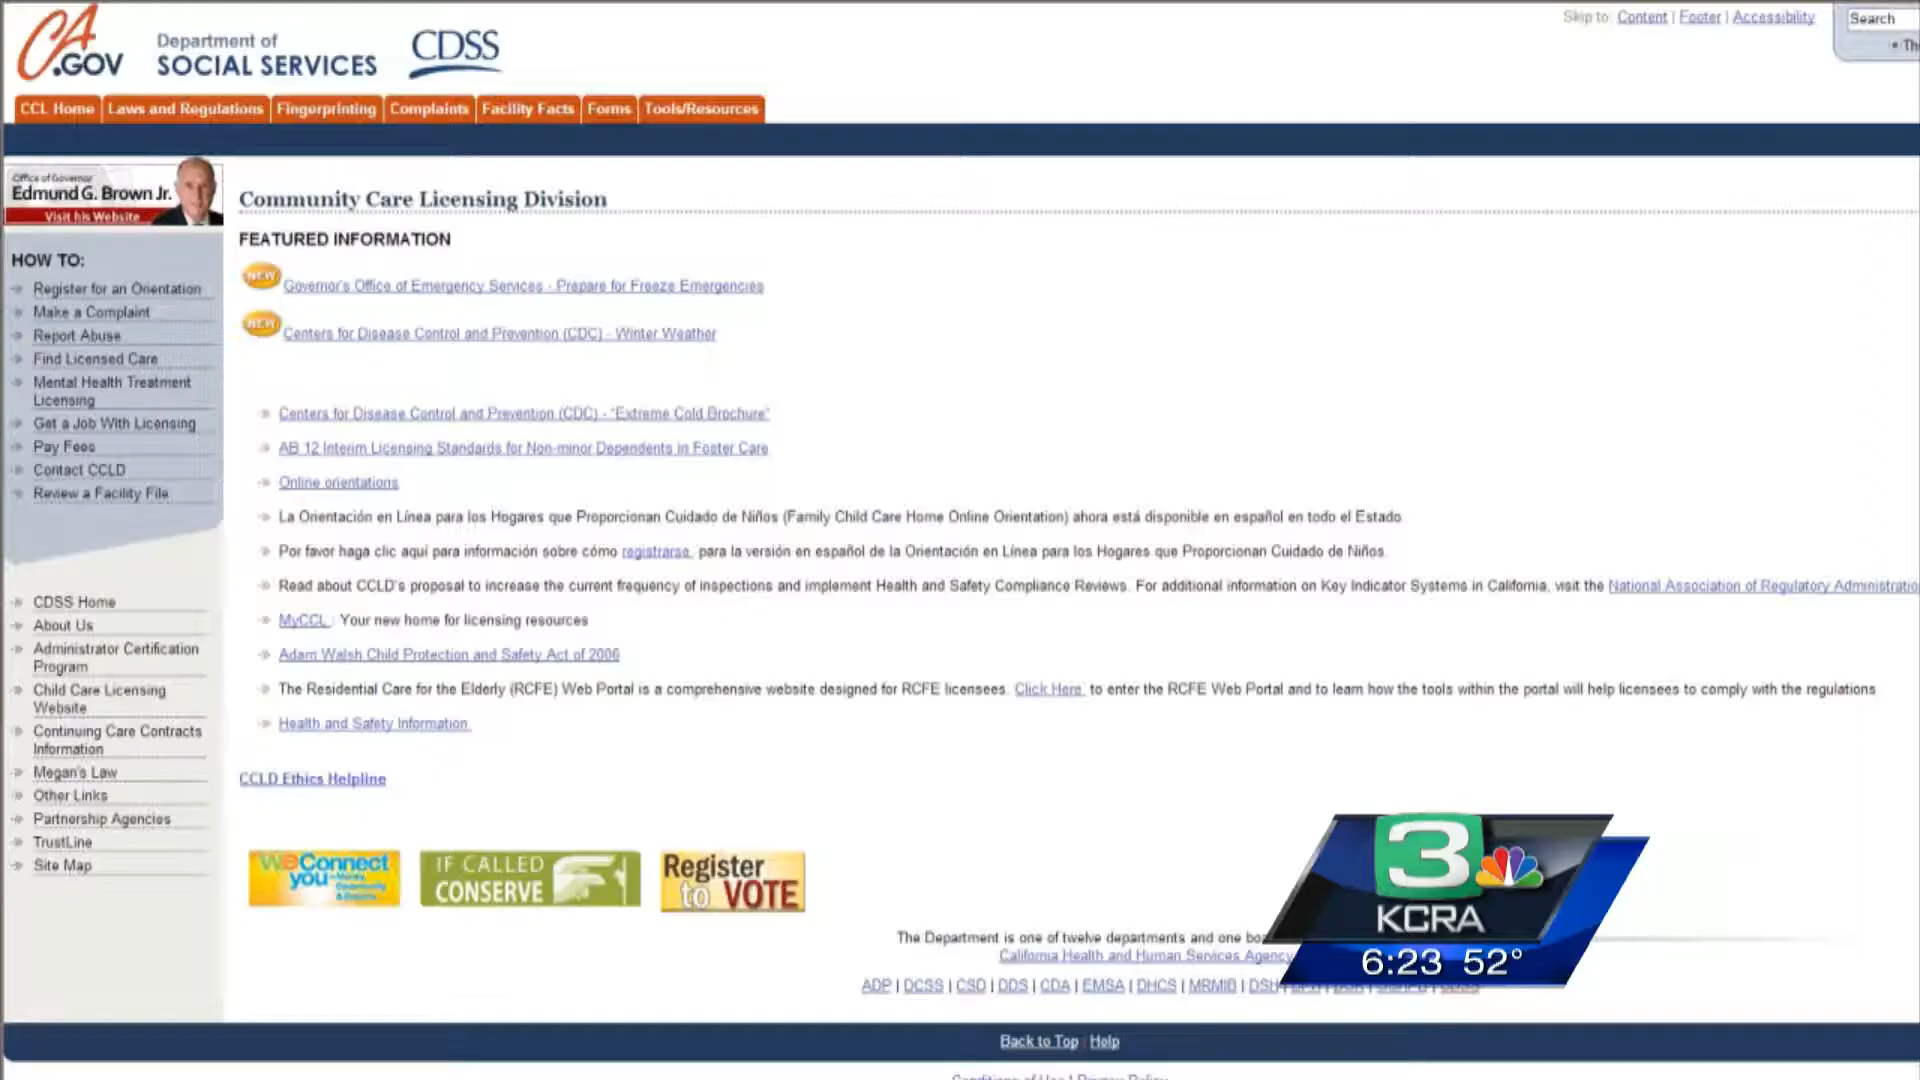 CA.GOV
Department of
SOCIAL SERVICES
CDSS
Skip to: Content | Footer | Accessibility
Search
CCL Home
Laws and Regulations
Fingerprinting
Complaints
Facility Facts
Forms
Tools/Resources
Office of Governor
Edmund G. Brown Jr.
Visit his Website
HOW TO:
Register for an Orientation
Make a Complaint
Report Abuse
Find Licensed Care
Mental Health Treatment
Licensing
Get a Job With Licensing
Pay Fees
Contact CCLD
Review a Facility File
CDSS Home
About Us
Administrator Certification
Program
Child Care Licensing
Website
Continuing Care Contracts
Information
Megan's Law
Other Links
Partnership Agencies
TrustLine
Site Map
Community Care Licensing Division
FEATURED INFORMATION
NEW Governor's Office of Emergency Services - Prepare for Freeze Emergencies
NEW Centers for Disease Control and Prevention (CDC) - Winter Weather
Centers for Disease Control and Prevention (CDC) - "Extreme Cold Brochure"
AB 12 Interim Licensing Standards for Non-minor Dependents in Foster Care
Online orientations
La Orientación en Línea para los Hogares que Proporcionan Cuidado de Niños (Family Child Care Home Online Orientation) ahora está disponible en español en todo el Estado
Por favor haga clic aquí para información sobre cómo registrarse, para la versión en español de la Orientación en Línea para los Hogares que Proporcionan Cuidado de Niños.
Read about CCLD's proposal to increase the current frequency of inspections and implement Health and Safety Compliance Reviews. For additional information on Key Indicator Systems in California, visit the National Association of Regulatory Administratio
MyCCL : Your new home for licensing resources
Adam Walsh Child Protection and Safety Act of 2006
The Residential Care for the Elderly (RCFE) Web Portal is a comprehensive website designed for RCFE licensees. Click Here to enter the RCFE Web Portal and to learn how the tools within the portal will help licensees to comply with the regulations
Health and Safety Information
CCLD Ethics Helpline
WeConnect
you
IF CALLED
CONSERVE
Register
to VOTE
The Department is one of twelve departments and one
California Health and Human Services Agency
ADP | DCSS | CSD | DDS | CDA | EMSA | DHCS | MRMIB | DSH
3
KCRA
6:23 52°
Back to Top | Help
Conditions of Use | Privacy Policy